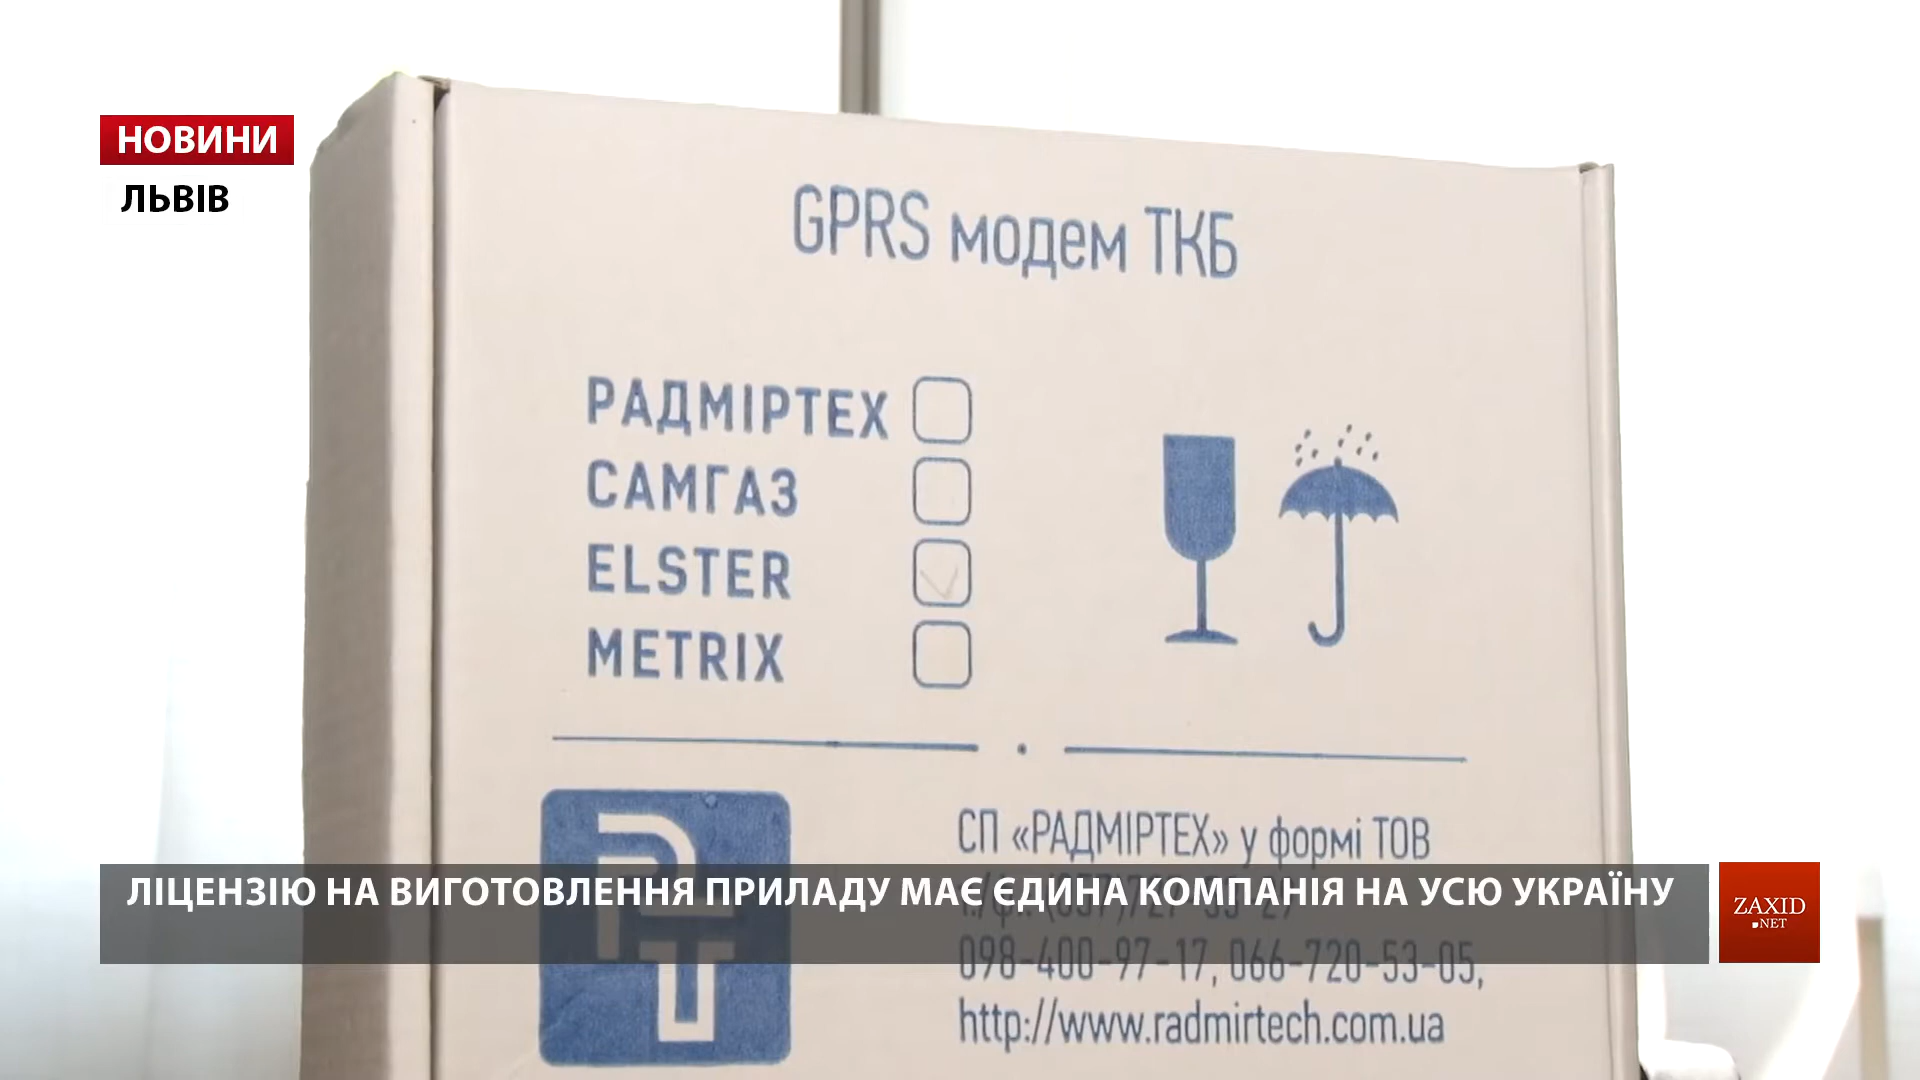 НОВИНИ
ЛЬВІВ
GPRS модем ТКБ
РАДМІРТЕХ
САМГАЗ
ELSTER
METRIX
СП «РАДМІРТЕХ» у формі ТОВ
ЛІЦЕНЗІЮ НА ВИГОТОВЛЕННЯ ПРИЛАДУ МАЄ ЄДИНА КОМПАНІЯ НА УСЮ УКРАЇНУ
ZAXID
.NET
098-400-97-17, 066-720-53-05,
http://www.radmirtech.com.ua